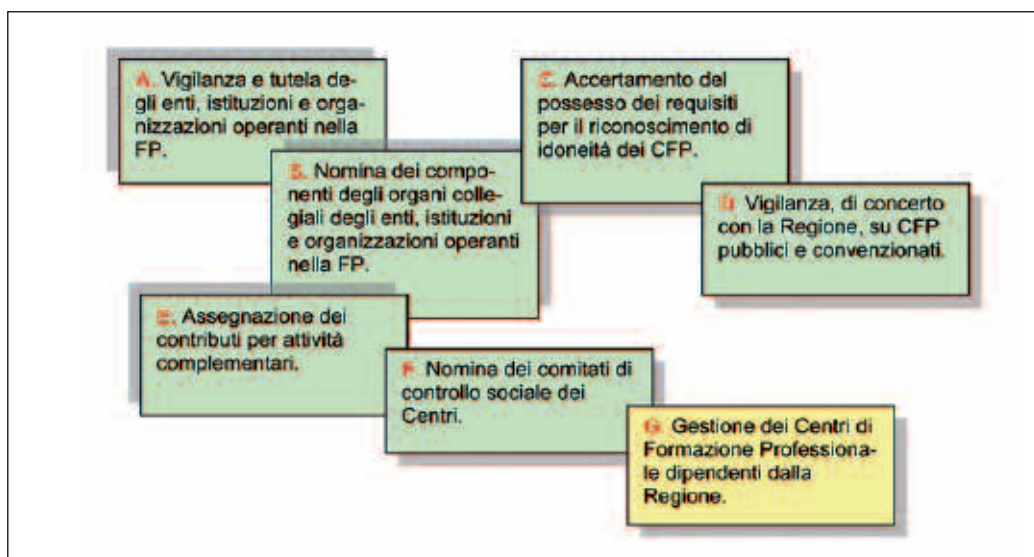 A. Vigilanza e tutela de-
gli enti, istituzioni e orga-
nizzazioni operanti nella
FP.
B. Nomina dei compo-
nenti degli organi colle-
giali degli enti, istituzioni
e organizzazioni operanti
nella FP.
C. Accertamento del
possesso dei requisiti
per il riconoscimento di
idoneità dei CFP.
D. Vigilanza, di concerto
con la Regione, su CFP
pubblici e convenzionati.
E. Assegnazione dei
contributi per attività
complementari.
F. Nomina dei comitati di
controllo sociale dei
Centri.
G. Gestione dei Centri di
Formazione Professiona-
le dipendenti dalla
Regione.